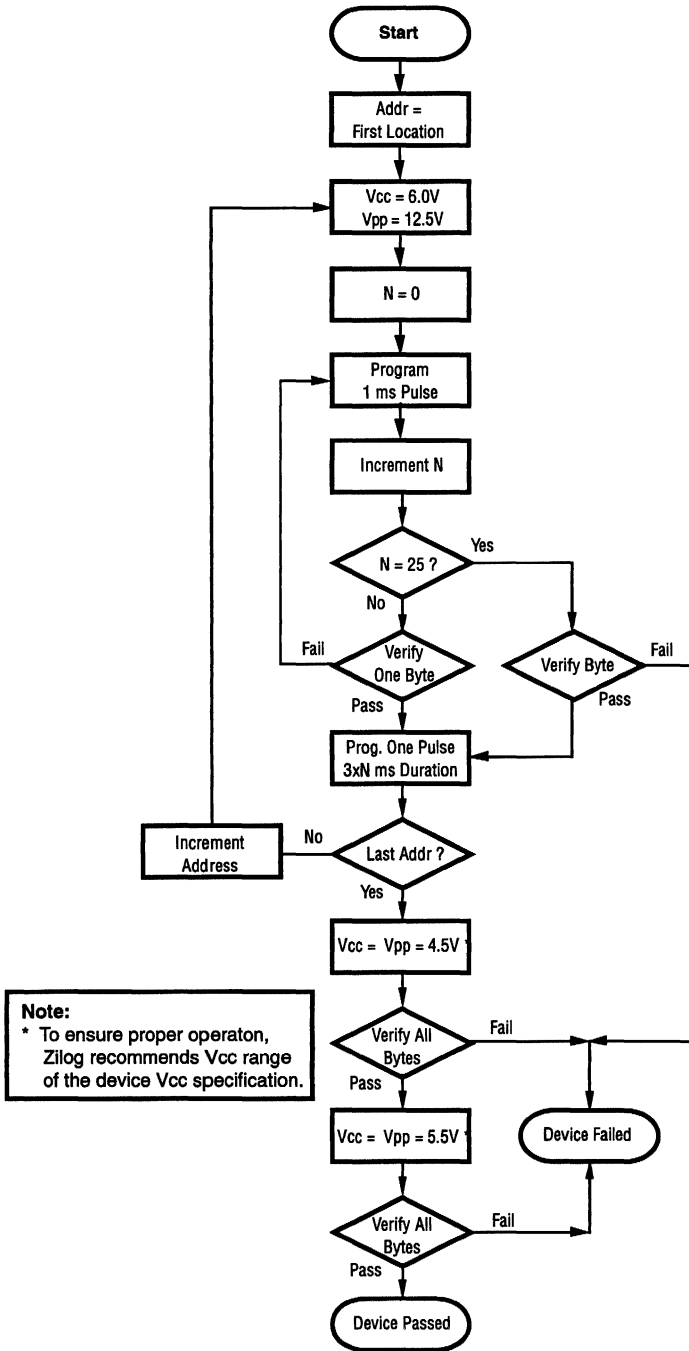 Start
Addr =
First Location
Vcc = 6.0V
Vpp = 12.5V
N = 0
Program
1 ms Pulse
Increment N
N = 25 ?
Yes
No
Fail
Verify
One Byte
Pass
Verify Byte
Fail
Pass
Prog. One Pulse
3xN ms Duration
Increment
Address
No
Last Addr ?
Yes
Vcc = Vpp = 4.5V *
Note:
* To ensure proper operaton,
Zilog recommends Vcc range
of the device Vcc specification.
Verify All
Bytes
Fail
Pass
Vcc = Vpp = 5.5V *
Device Failed
Verify All
Bytes
Fail
Pass
Device Passed